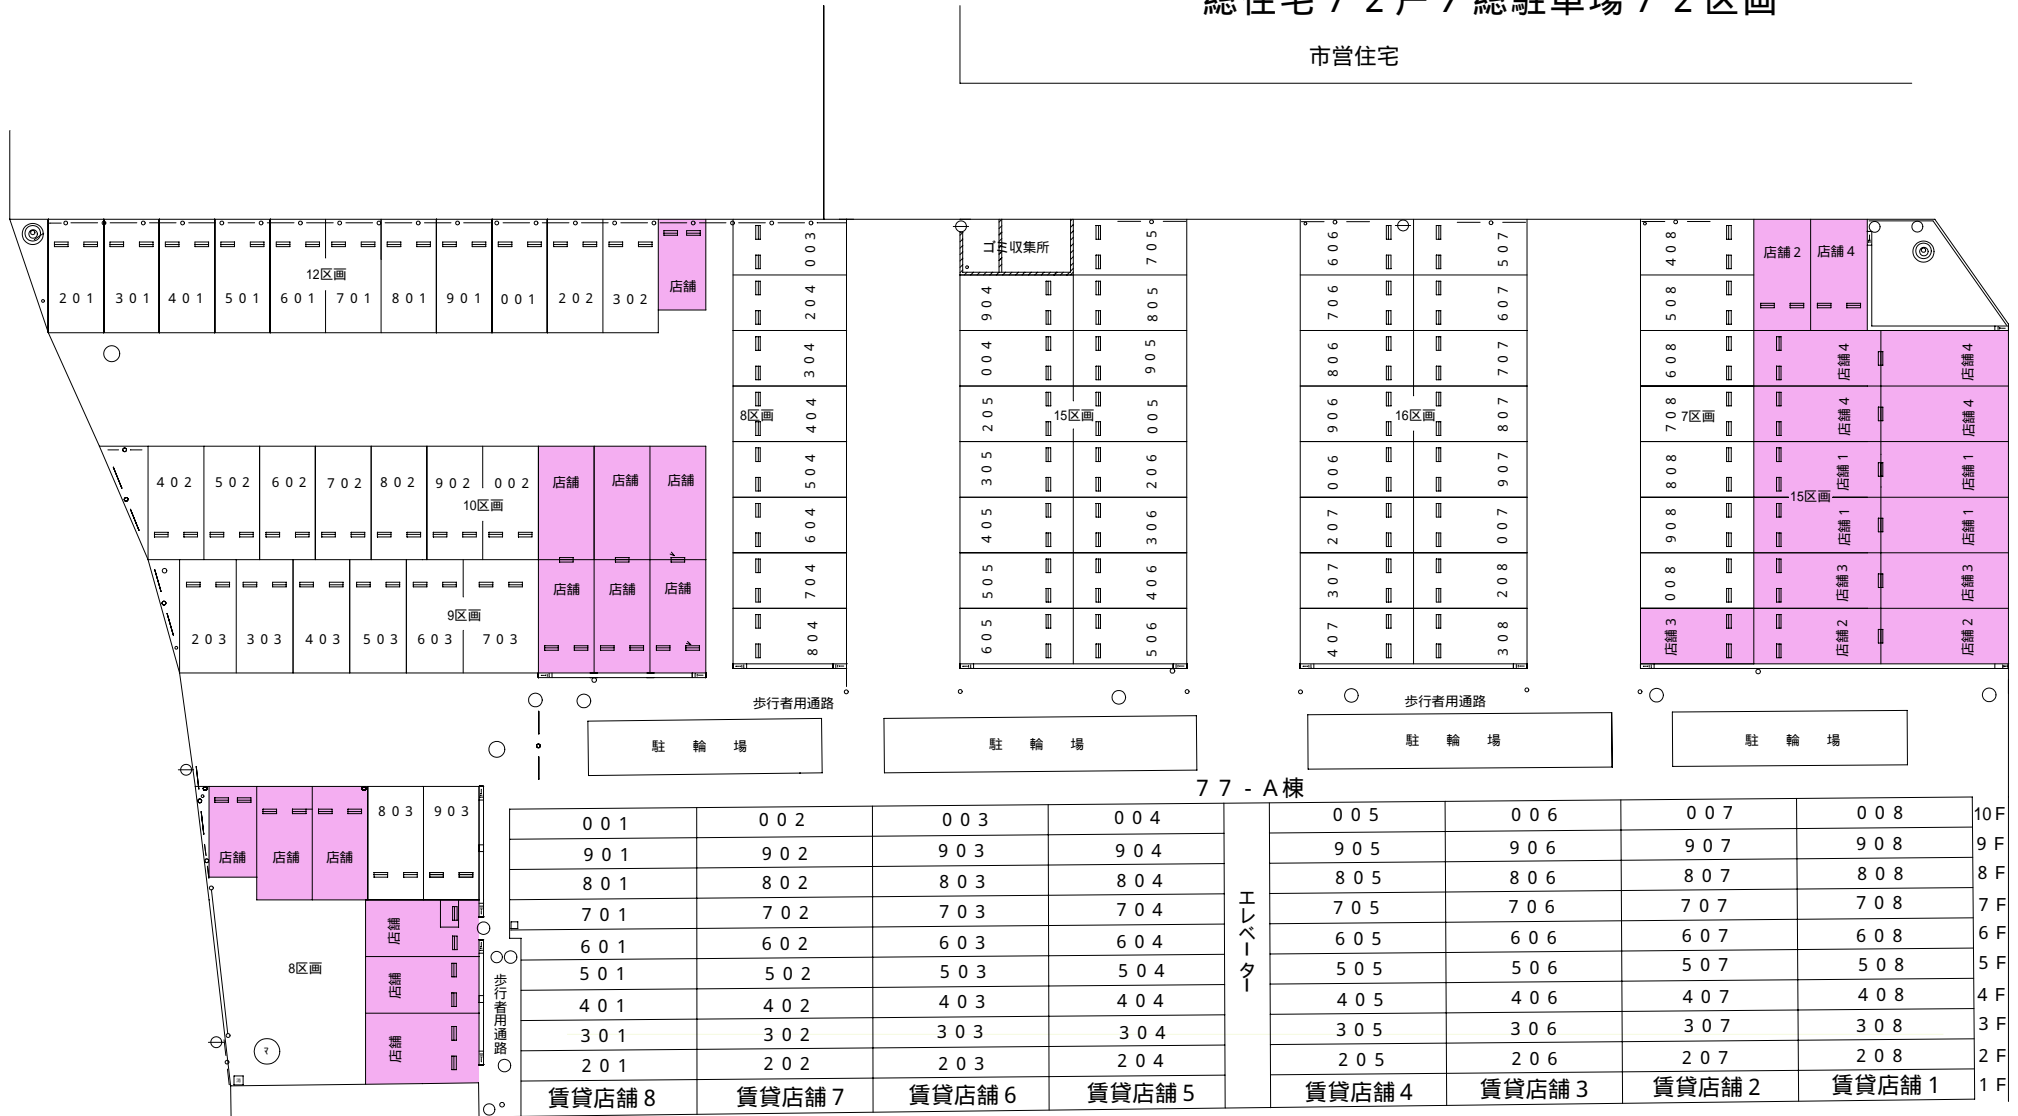 総住宅72戸/総駐車場72区画
市営住宅
201 301 401 501 601 701 801 901 001 202 302 店舗
12区画
402 502 602 702 802 902 002 店舗 店舗 店舗
10区画
203 303 403 503 603 703 店舗 店舗 店舗
9区画
003
204
304
404
504
604
704
804
8区画
ゴミ収集所
904
004
205
305
405
505
605
15区画
705
805
905
005
206
306
406
506
606
706
806
906
006
207
307
407
16区画
507
607
707
807
907
007
208
308
408
508
608
708
808
908
008
店舗3
7区画
店舗2 店舗4
店舗4 店舗4
店舗4 店舗4
店舗1 店舗1
15区画
店舗1 店舗1
店舗3 店舗3
店舗2 店舗2
歩行者用通路
歩行者用通路
駐輪場 駐輪場 駐輪場 駐輪場
店舗 店舗 店舗 803 903
店舗
店舗
店舗
8区画
マ
歩行者用通路
77-A棟
001 002 003 004 005 006 007 008 10F
901 902 903 904 905 906 907 908 9F
801 802 803 804 805 806 807 808 8F
701 702 703 704 705 706 707 708 7F
601 602 603 604 605 606 607 608 6F
501 502 503 504 505 506 507 508 5F
401 402 403 404 405 406 407 408 4F
301 302 303 304 305 306 307 308 3F
201 202 203 204 205 206 207 208 2F
賃貸店舗8 賃貸店舗7 賃貸店舗6 賃貸店舗5 賃貸店舗4 賃貸店舗3 賃貸店舗2 賃貸店舗1 1F
エレベーター